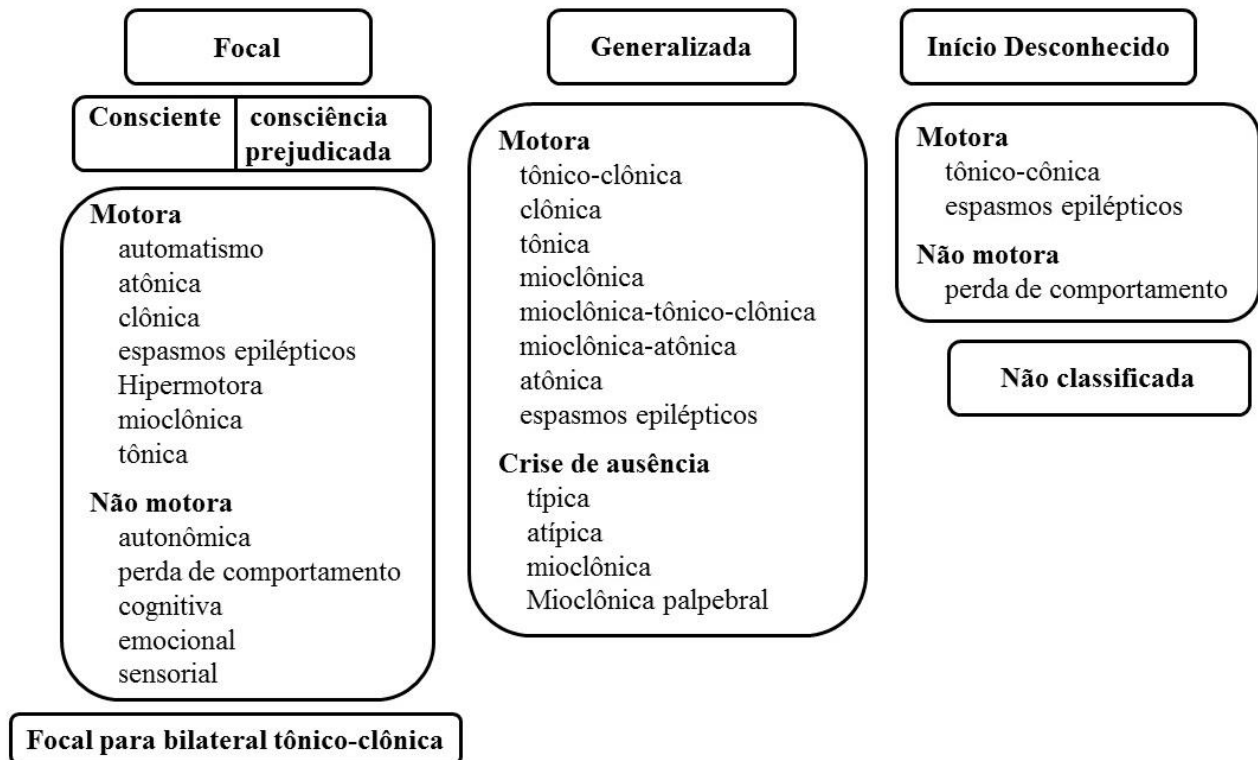 Focal
Consciente
consciência
prejudicada
Motora
automatismo
atônica
clônica
espasmos epilépticos
Hipermotora
mioclônica
tônica
Não motora
autonômica
perda de comportamento
cognitiva
emocional
sensorial
Focal para bilateral tônico-clônica
Generalizada
Motora
tônico-clônica
clônica
tônica
mioclônica
mioclônica-tônico-clônica
mioclônica-atônica
atônica
espasmos epilépticos
Crise de ausência
típica
atípica
mioclônica
Mioclônica palpebral
Início Desconhecido
Motora
tônico-cônica
espasmos epilépticos
Não motora
perda de comportamento
Não classificada